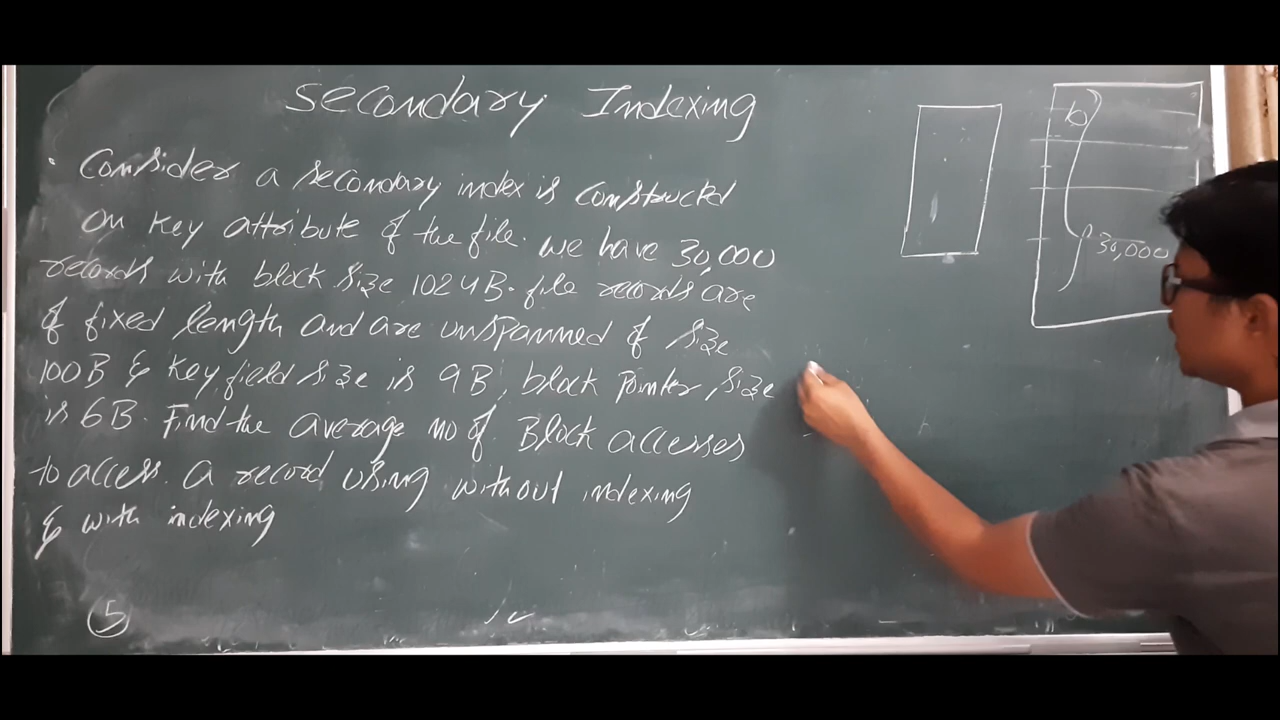 Secondary Indexing
. Consider a secondary index is constructed
on key attribute of the file. we have 30,000
records with block size 1024B. file records are
of fixed length and are unspanned of size
100B & key field size is 9B, block pointer, size
is 6B. Find the average no of. Block accesses
to access. a record using without indexing
& with indexing
5
b
30,000